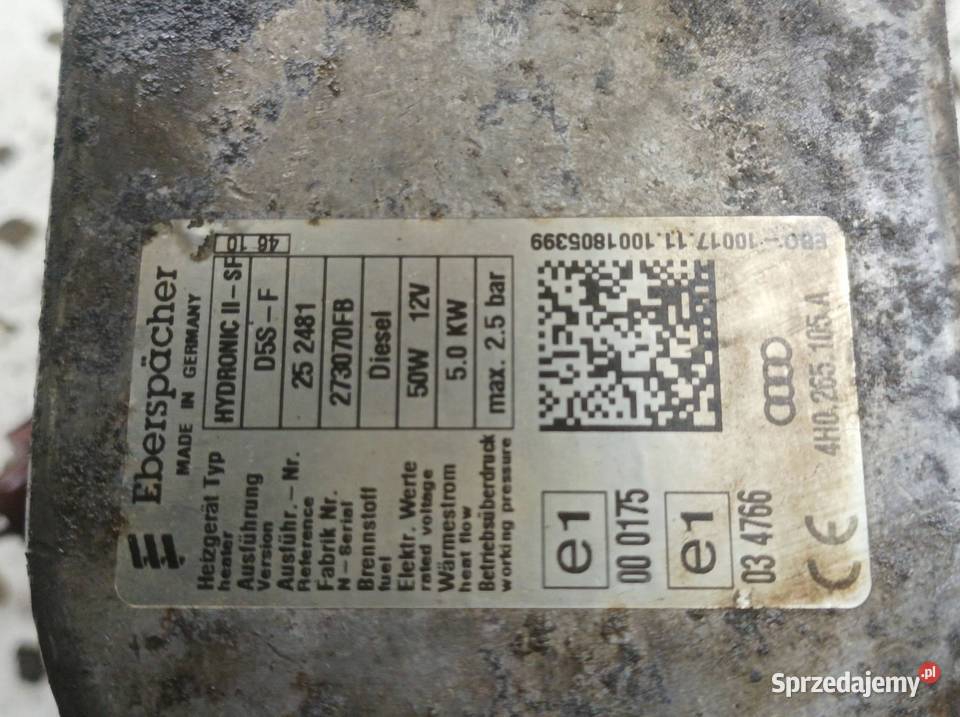 Eberspächer
MADE IN GERMANY
Heizgerät Typ HYDRONIC II-SF 46 10
heater
Ausführung D5S-F
Version
Ausführ.-Nr. 25 2481
Reference
Fabrik Nr. 273070FB
N-Serial
Brennstoff Diesel
fuel
Elektr. Werte 50W 12V
rated voltage
Wärmestrom 5.0 KW
heat flow
Betriebsüberdruck max. 2.5 bar
working pressure
e1
00 0175
e1
03 4766
10017.11.1001805399
4H0.265.105.A
CE
Sprzedajemy.pl